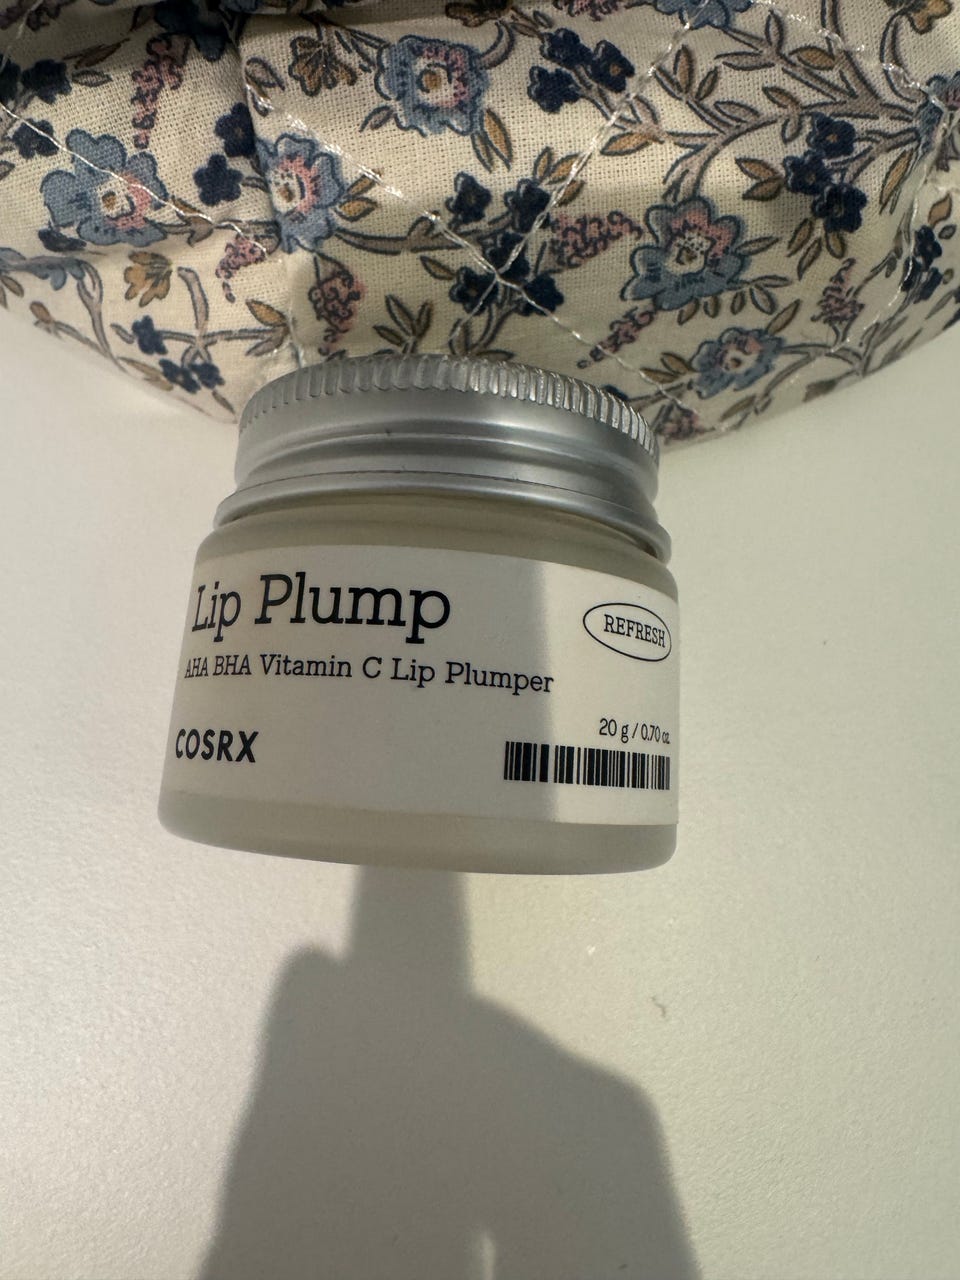 Lip Plump
REFRESH
AHA BHA Vitamin C Lip Plumper
20 g / 0.70 oz
COSRX